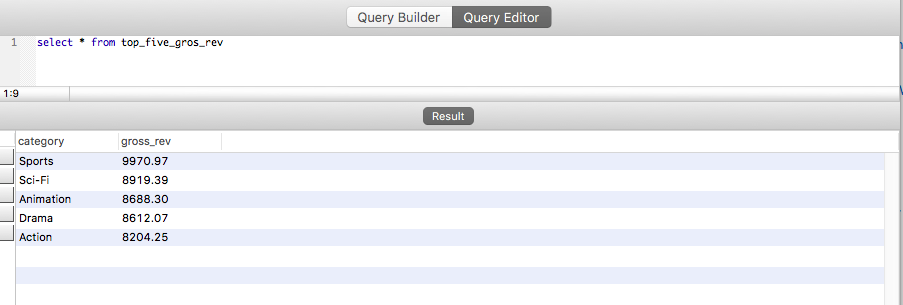 Query Builder Query Editor
1 select * from top_five_gros_rev
1:9
Result
category gross_rev
Sports 9970.97
Sci-Fi 8919.39
Animation 8688.30
Drama 8612.07
Action 8204.25